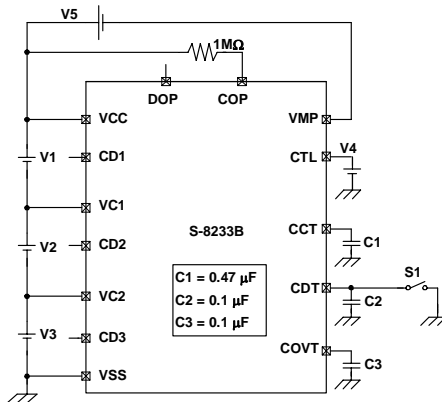 V5
1MΩ
DOP
COP
VCC
VMP
V1
CD1
CTL
V4
VC1
S-8233B
CCT
C1
V2
CD2
C1 = 0.47 µF
C2 = 0.1 µF
C3 = 0.1 µF
CDT
S1
C2
VC2
V3
CD3
COVT
C3
VSS